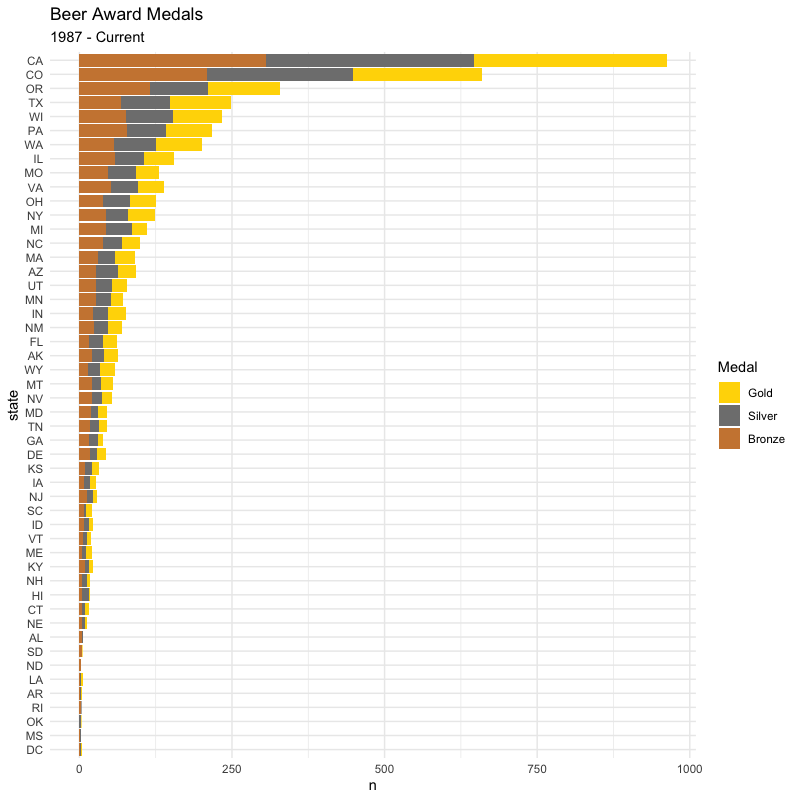 Beer Award Medals
1987 - Current
CA
CO
OR
TX
WI
PA
WA
IL
MO
VA
OH
NY
MI
NC
MA
AZ
UT
MN
IN
NM
FL
AK
WY
MT
NV
MD
TN
GA
DE
KS
IA
NJ
SC
ID
VT
ME
KY
NH
HI
CT
NE
AL
SD
ND
LA
AR
RI
OK
MS
DC
state
0 250 500 750 1000
n
Medal
Gold
Silver
Bronze